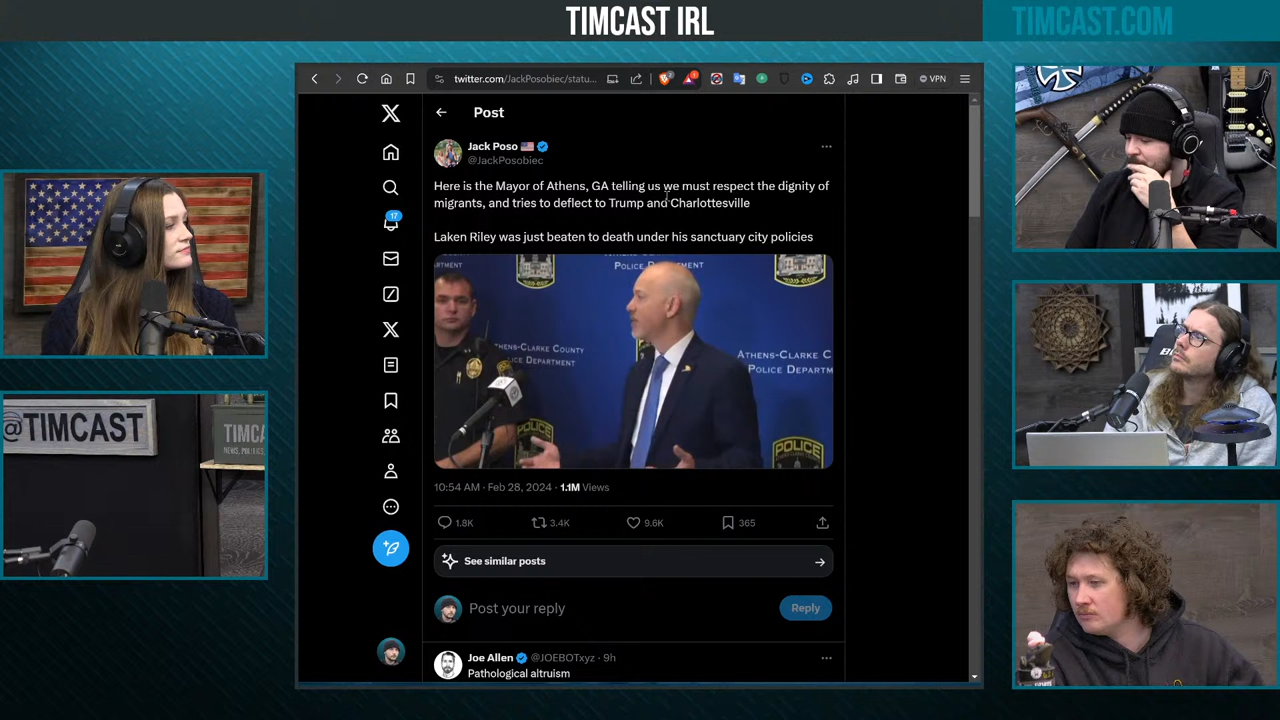 TIMCAST IRL
TIMCAST.COM
twitter.com/JackPosobiec/statu...
VPN
Post
Jack Poso
@JackPosobiec
Here is the Mayor of Athens, GA telling us we must respect the dignity of
migrants, and tries to deflect to Trump and Charlottesville
Laken Riley was just beaten to death under his sanctuary city policies
POLICE DEPARTMENT
ATHENS-CLARKE COUNTY
POLICE DEPARTMENT
ATHENS-CLARKE C
POLICE DEPARTM
POLICE
10:54 AM · Feb 28, 2024 · 1.1M Views
1.8K
3.4K
9.6K
365
See similar posts
Post your reply
Reply
Joe Allen @JOEBOTxyz · 9h
Pathological altruism
17
@TIMCAST
TIMC
NEWS, POLITICS,